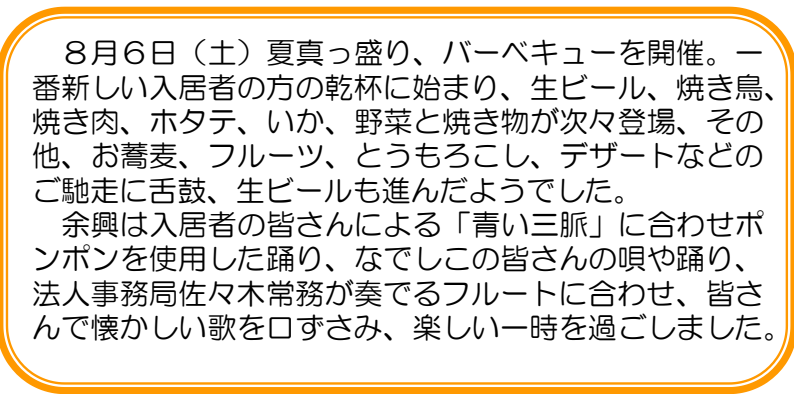 ８月６日（土）夏真っ盛り、バーベキューを開催。一
番新しい入居者の方の乾杯に始まり、生ビール、焼き鳥、
焼き肉、ホタテ、いか、野菜と焼き物が次々登場、その
他、お蕎麦、フルーツ、とうもろこし、デザートなどの
ご馳走に舌鼓、生ビールも進んだようでした。
　余興は入居者の皆さんによる「青い三脈」に合わせポ
ンポンを使用した踊り、なでしこの皆さんの唄や踊り、
法人事務局佐々木常務が奏でるフルートに合わせ、皆さ
んで懐かしい歌を口ずさみ、楽しい一時を過ごしました。